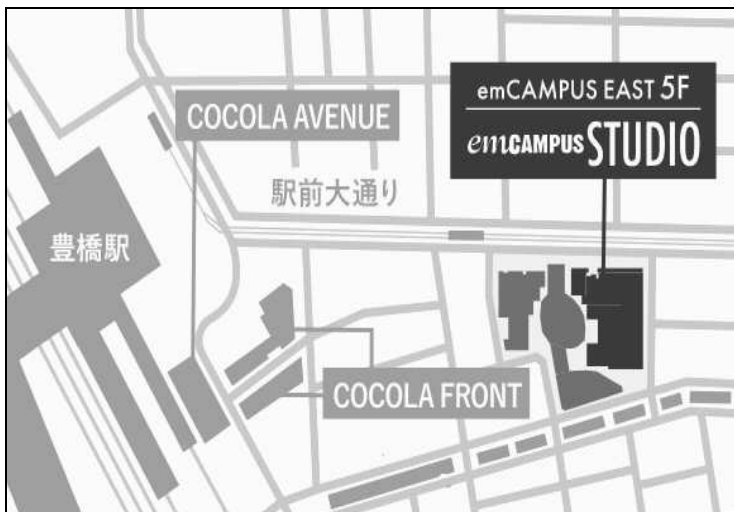 emCAMPUS EAST 5F
emCAMPUS STUDIO
COCOLA AVENUE
駅前大通り
豊橋駅
COCOLA FRONT